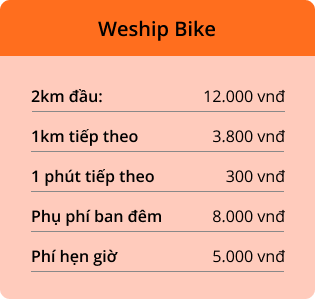 Weship Bike
2km đầu: 12.000 vnđ
1km tiếp theo 3.800 vnđ
1 phút tiếp theo 300 vnđ
Phụ phí ban đêm 8.000 vnđ
Phí hẹn giờ 5.000 vnđ